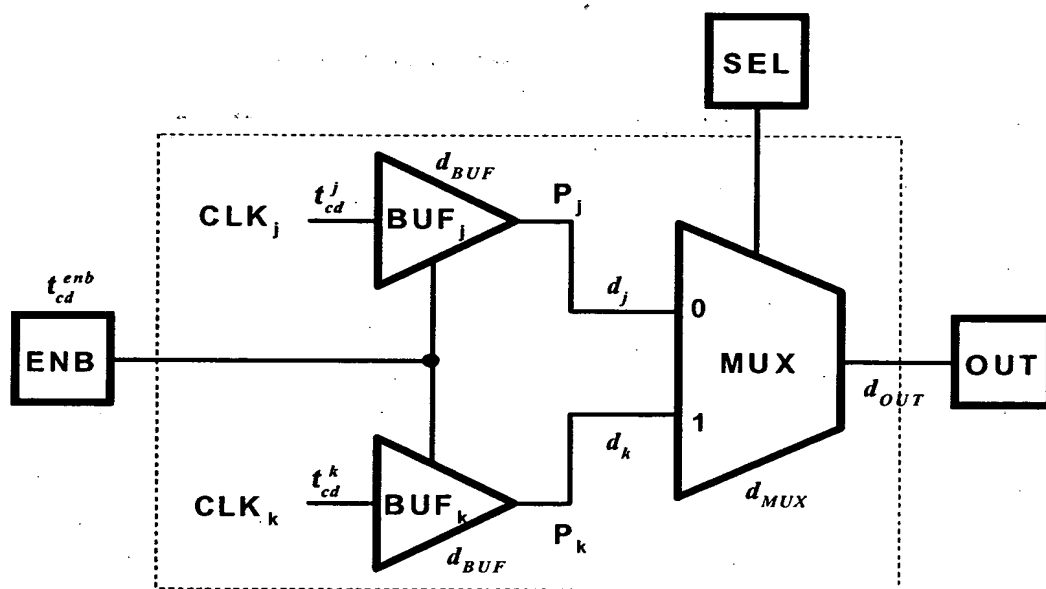 SEL
d_BUF
t_cd^j
P_j
CLK_j
BUF_j
t_cd^enb
d_j
0
ENB
MUX
OUT
d_OUT
1
d_k
t_cd^k
CLK_k
BUF_k
d_MUX
P_k
d_BUF